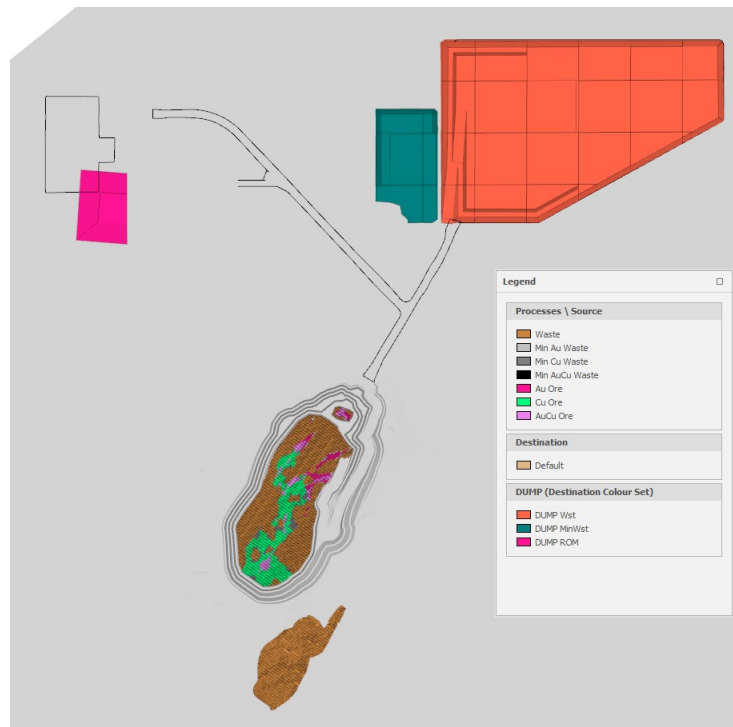 Legend
Processes \ Source
Waste
Min Au Waste
Min Cu Waste
Min AuCu Waste
Au Ore
Cu Ore
AuCu Ore
Destination
Default
DUMP (Destination Colour Set)
DUMP Wst
DUMP MinWst
DUMP ROM